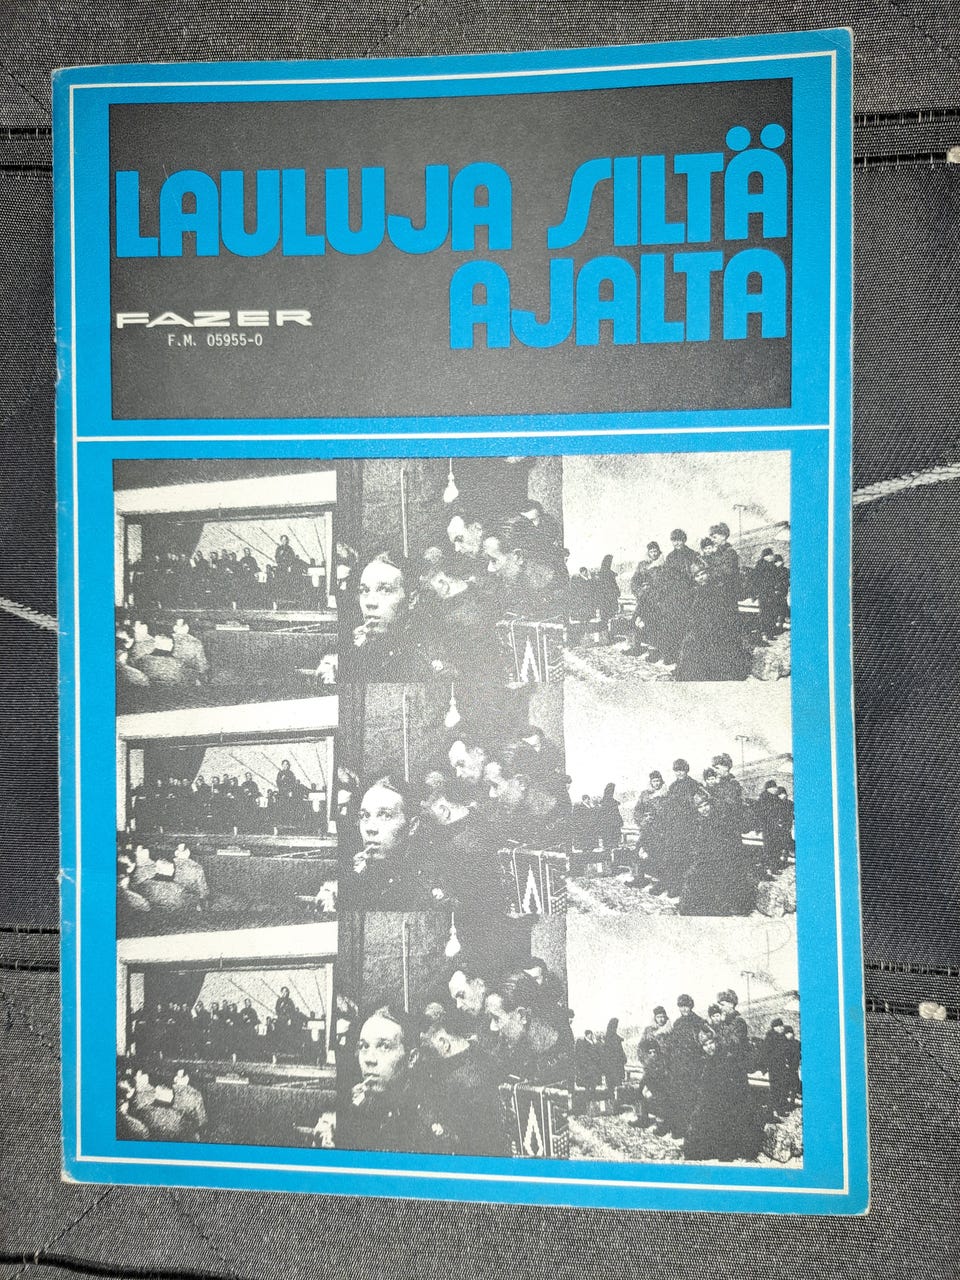 LAULUJA SILTÄ
AJALTA
FAZER
F.M. 05955-0